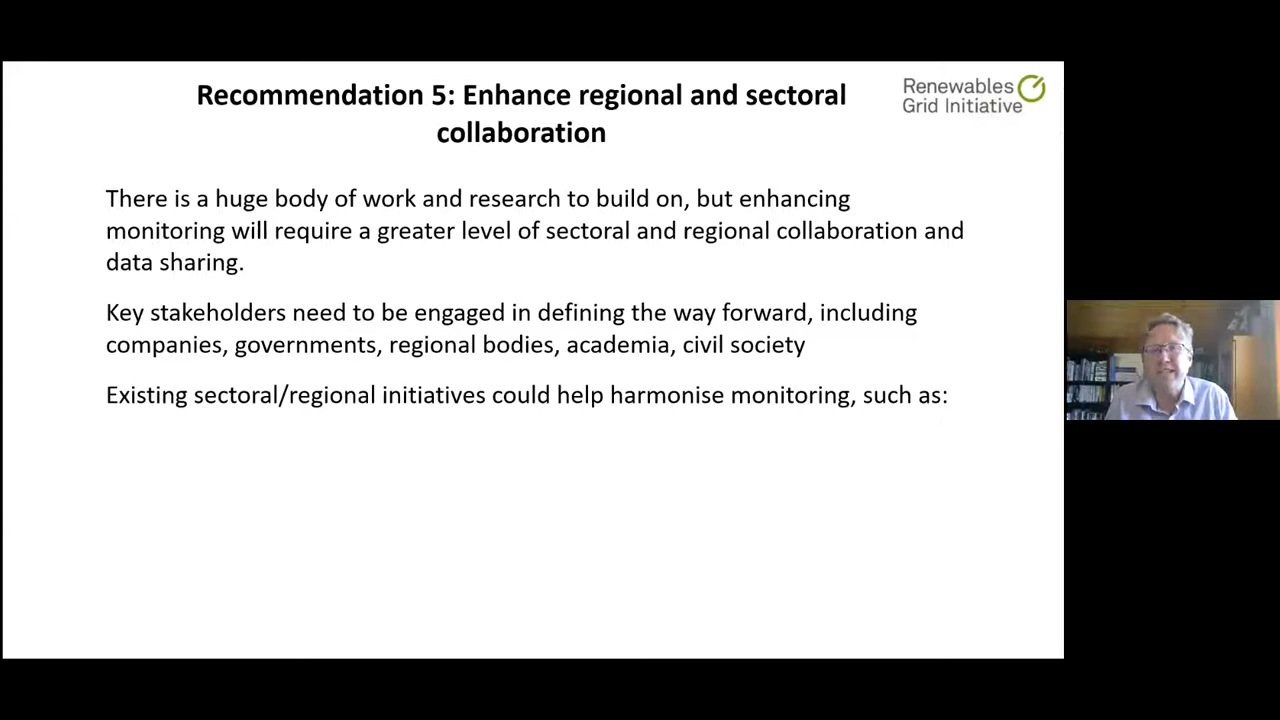 Recommendation 5: Enhance regional and sectoral
collaboration
Renewables
Grid Initiative
There is a huge body of work and research to build on, but enhancing
monitoring will require a greater level of sectoral and regional collaboration and
data sharing.
Key stakeholders need to be engaged in defining the way forward, including
companies, governments, regional bodies, academia, civil society
Existing sectoral/regional initiatives could help harmonise monitoring, such as: